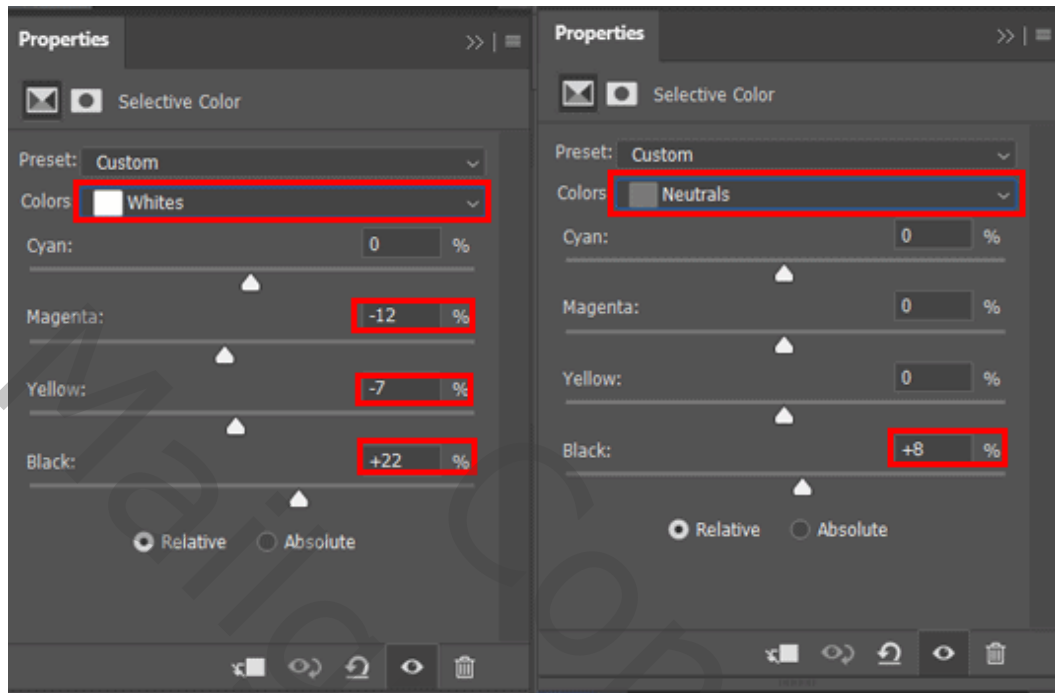 Properties
Selective Color
Preset: Custom
Colors Whites
Cyan: 0 %
Magenta: -12 %
Yellow: -7 %
Black: +22 %
Relative Absolute
Properties
Selective Color
Preset: Custom
Colors Neutrals
Cyan: 0 %
Magenta: 0 %
Yellow: 0 %
Black: +8 %
Relative Absolute